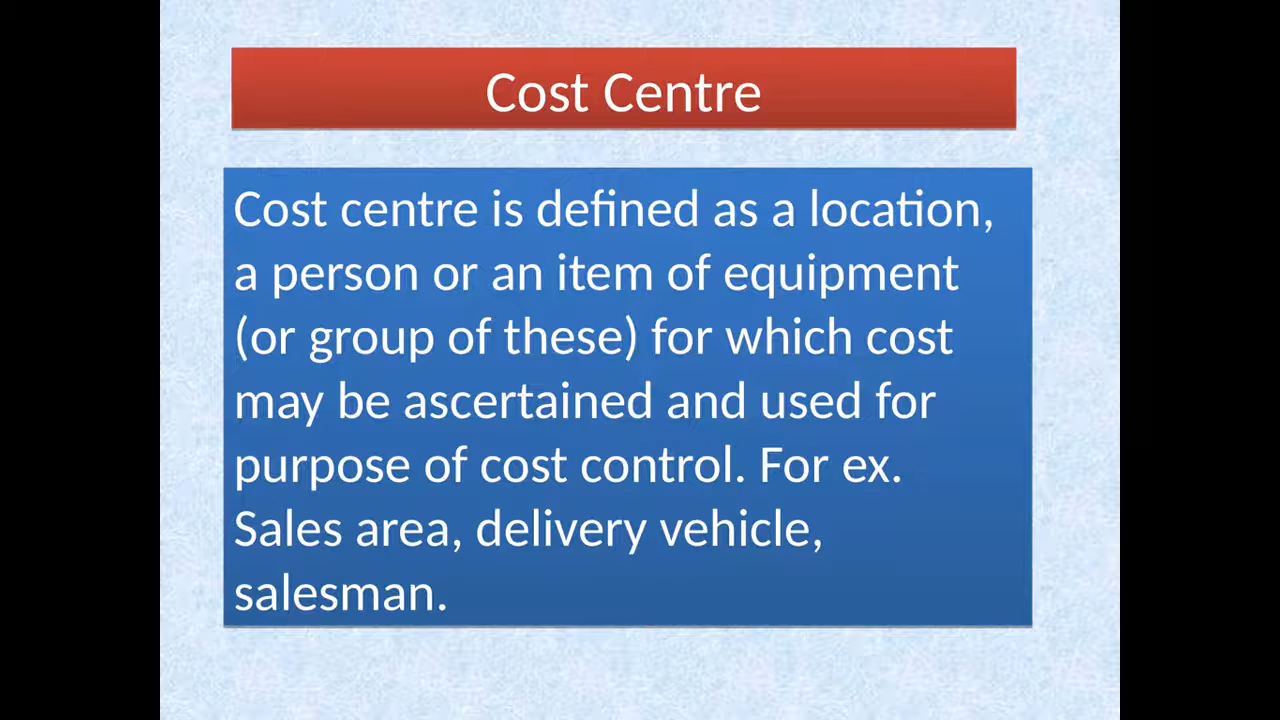 Cost Centre
Cost centre is defined as a location,
a person or an item of equipment
(or group of these) for which cost
may be ascertained and used for
purpose of cost control. For ex.
Sales area, delivery vehicle,
salesman.